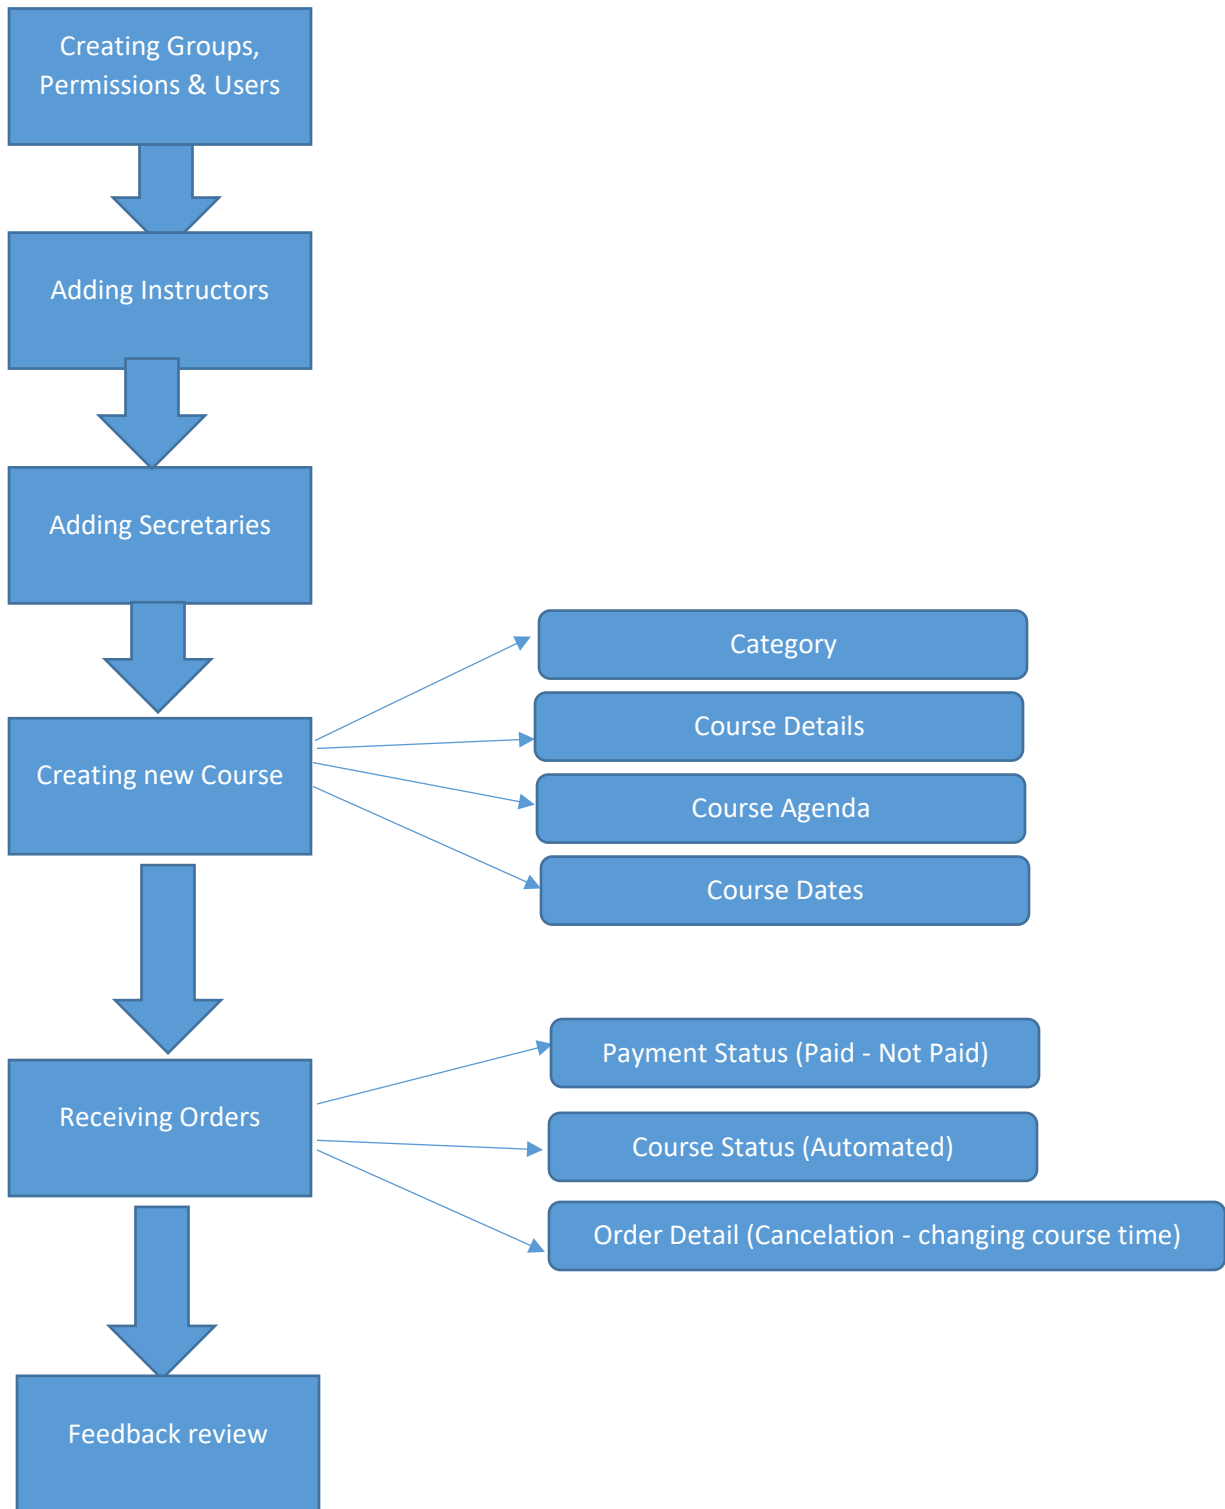 Creating Groups,
Permissions & Users
Adding Instructors
Adding Secretaries
Creating new Course
Category
Course Details
Course Agenda
Course Dates
Receiving Orders
Payment Status (Paid - Not Paid)
Course Status (Automated)
Order Detail (Cancelation - changing course time)
Feedback review